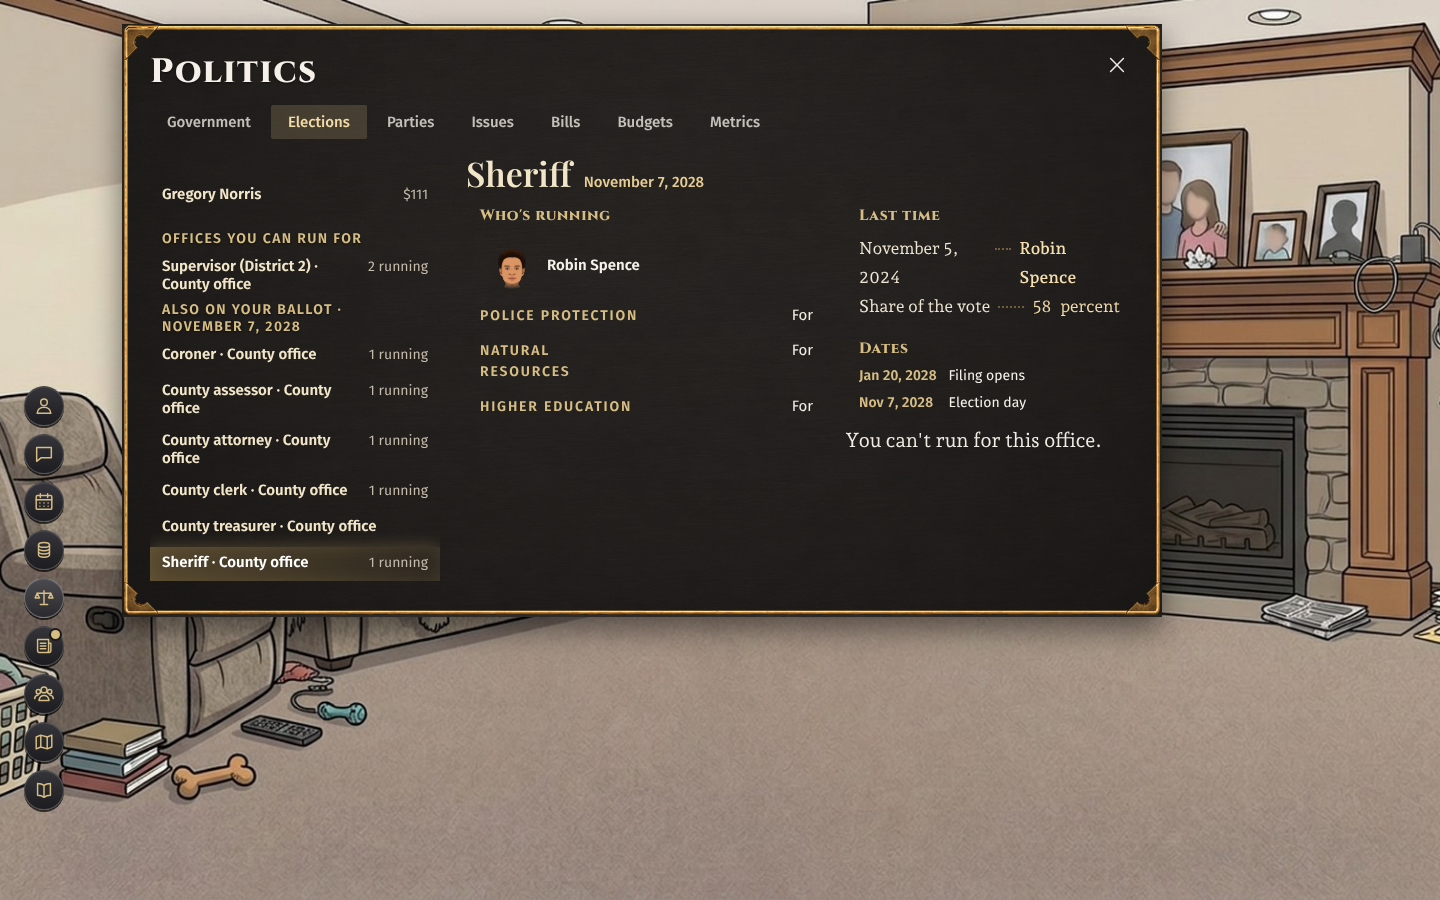 Politics
Government Elections Parties Issues Bills Budgets Metrics
Gregory Norris $111
OFFICES YOU CAN RUN FOR
Supervisor (District 2) · 2 running
County office
ALSO ON YOUR BALLOT ·
NOVEMBER 7, 2028
Coroner · County office 1 running
County assessor · County 1 running
office
County attorney · County 1 running
office
County clerk · County office 1 running
County treasurer · County office
Sheriff · County office 1 running
Sheriff November 7, 2028
Who's running
Robin Spence
POLICE PROTECTION For
NATURAL For
RESOURCES
HIGHER EDUCATION For
Last time
November 5, ····· Robin
2024 Spence
Share of the vote ······· 58 percent
Dates
Jan 20, 2028 Filing opens
Nov 7, 2028 Election day
You can't run for this office.